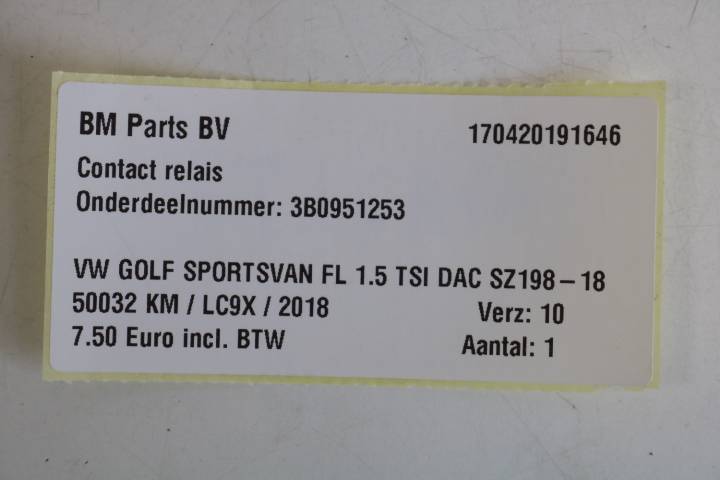 BM Parts BV 170420191646
Contact relais
Onderdeelnummer: 3B0951253
VW GOLF SPORTSVAN FL 1.5 TSI DAC SZ198-18
50032 KM / LC9X / 2018 Verz: 10
7.50 Euro incl. BTW Aantal: 1